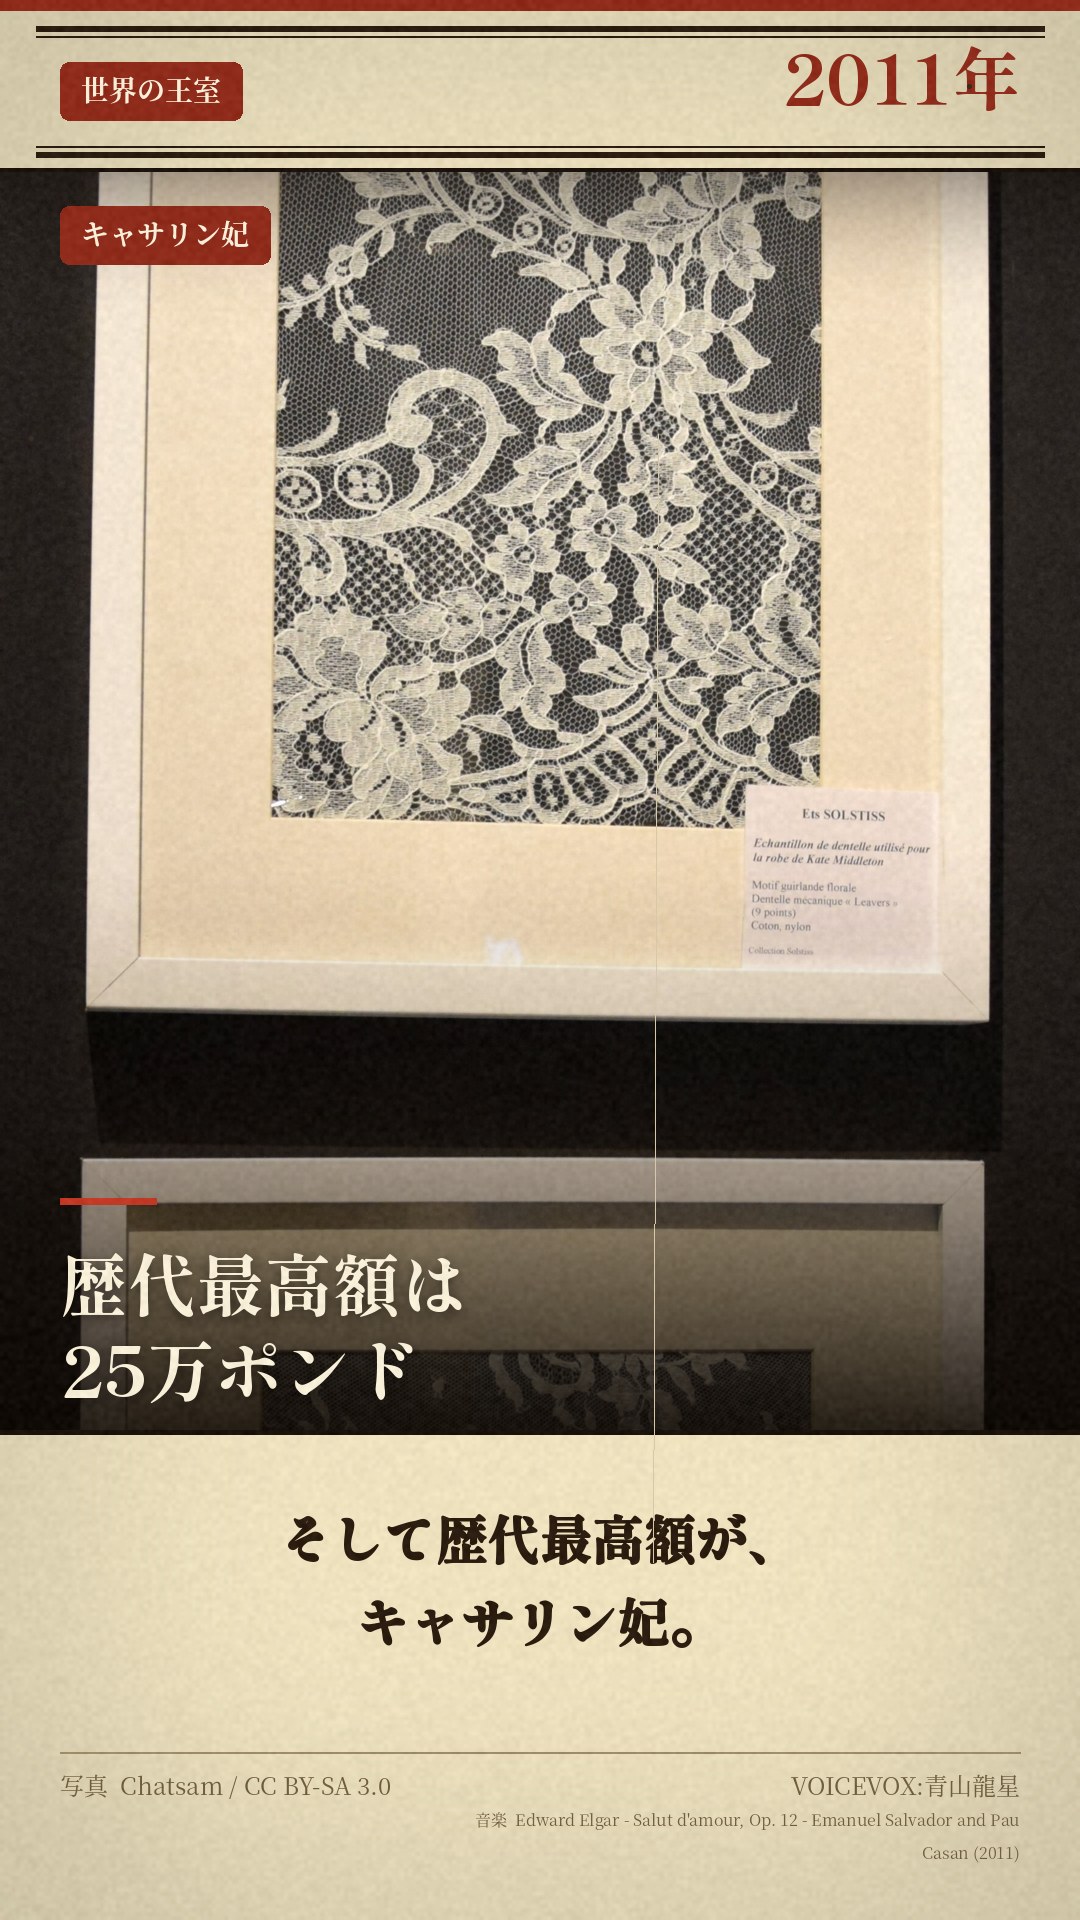 世界の王室
2011年
キャサリン妃
Ets SOLSTISS
Echantillon de dentelle utilisé pour
la robe de Kate Middleton
Motif guirlande florale
Dentelle mécanique « Leavers »
(9 points)
Coton, nylon
Collection Solstiss
歴代最高額は
25万ポンド
そして歴代最高額が、
キャサリン妃。
写真 Chatsam / CC BY-SA 3.0
VOICEVOX:青山龍星
音楽 Edward Elgar - Salut d'amour, Op. 12 - Emanuel Salvador and Pau
Casan (2011)